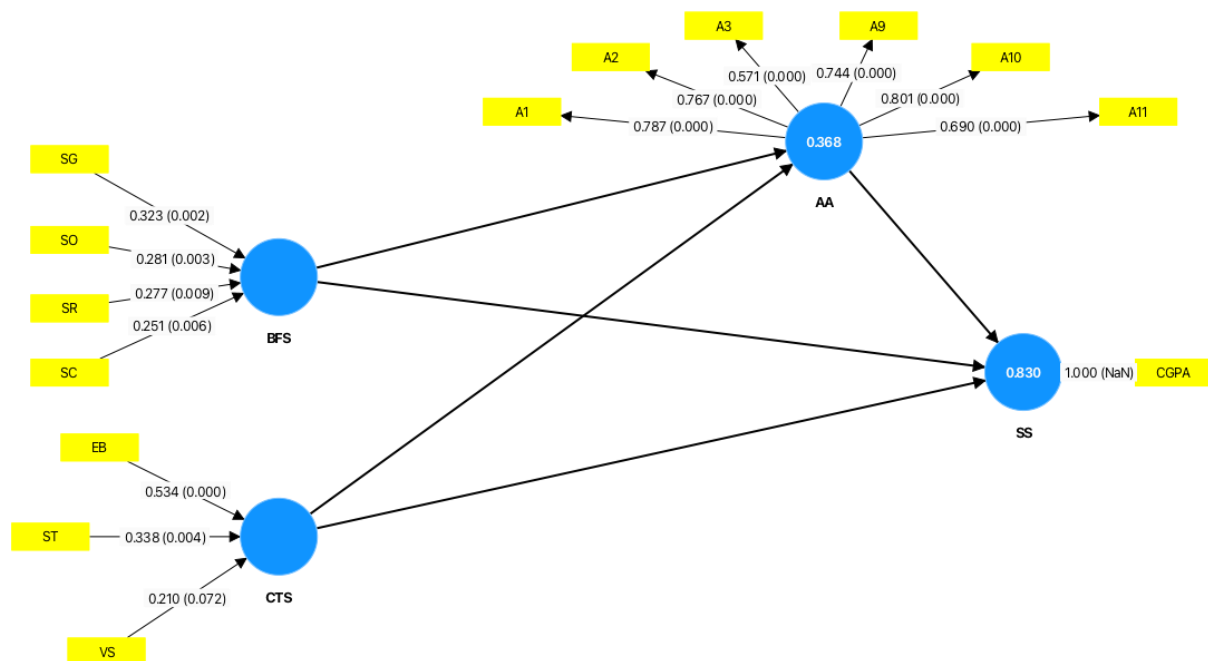 A3
A9
A2
A10
0.571 (0.000)
0.744 (0.000)
0.767 (0.000)
0.801 (0.000)
A1
A11
0.787 (0.000)
0.690 (0.000)
0.368
AA
SG
0.323 (0.002)
SO
0.281 (0.003)
SR
0.277 (0.009)
0.251 (0.006)
SC
BFS
0.830
1.000 (NaN)
CGPA
SS
EB
0.534 (0.000)
ST
0.338 (0.004)
0.210 (0.072)
CTS
VS